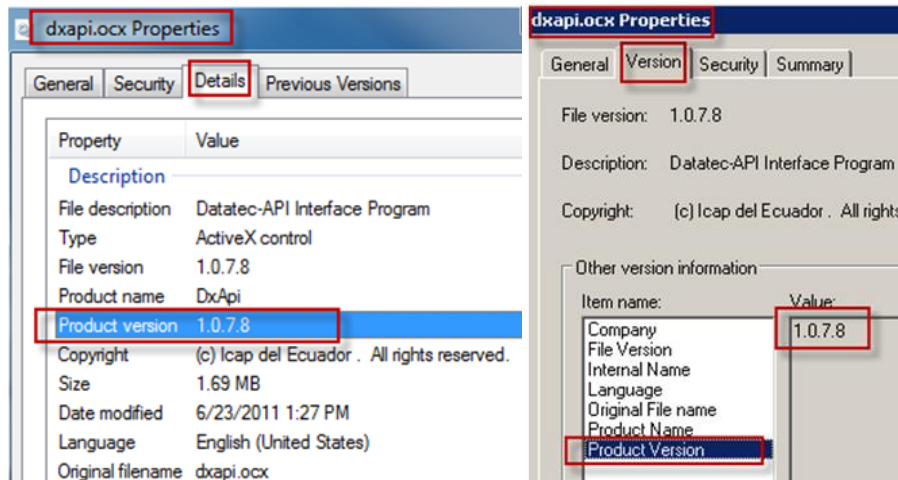 dxapi.ocx Properties
General Security Details Previous Versions
Property Value
Description
File description Datatec-API Interface Program
Type ActiveX control
File version 1.0.7.8
Product name DxApi
Product version 1.0.7.8
Copyright (c) Icap del Ecuador . All rights reserved.
Size 1.69 MB
Date modified 6/23/2011 1:27 PM
Language English (United States)
Original filename dxapi.ocx
dxapi.ocx Properties
General Version Security Summary
File version: 1.0.7.8
Description: Datatec-API Interface Program
Copyright: (c) Icap del Ecuador . All rights
Other version information
Item name: Value:
Company 1.0.7.8
File Version
Internal Name
Language
Original File name
Product Name
Product Version